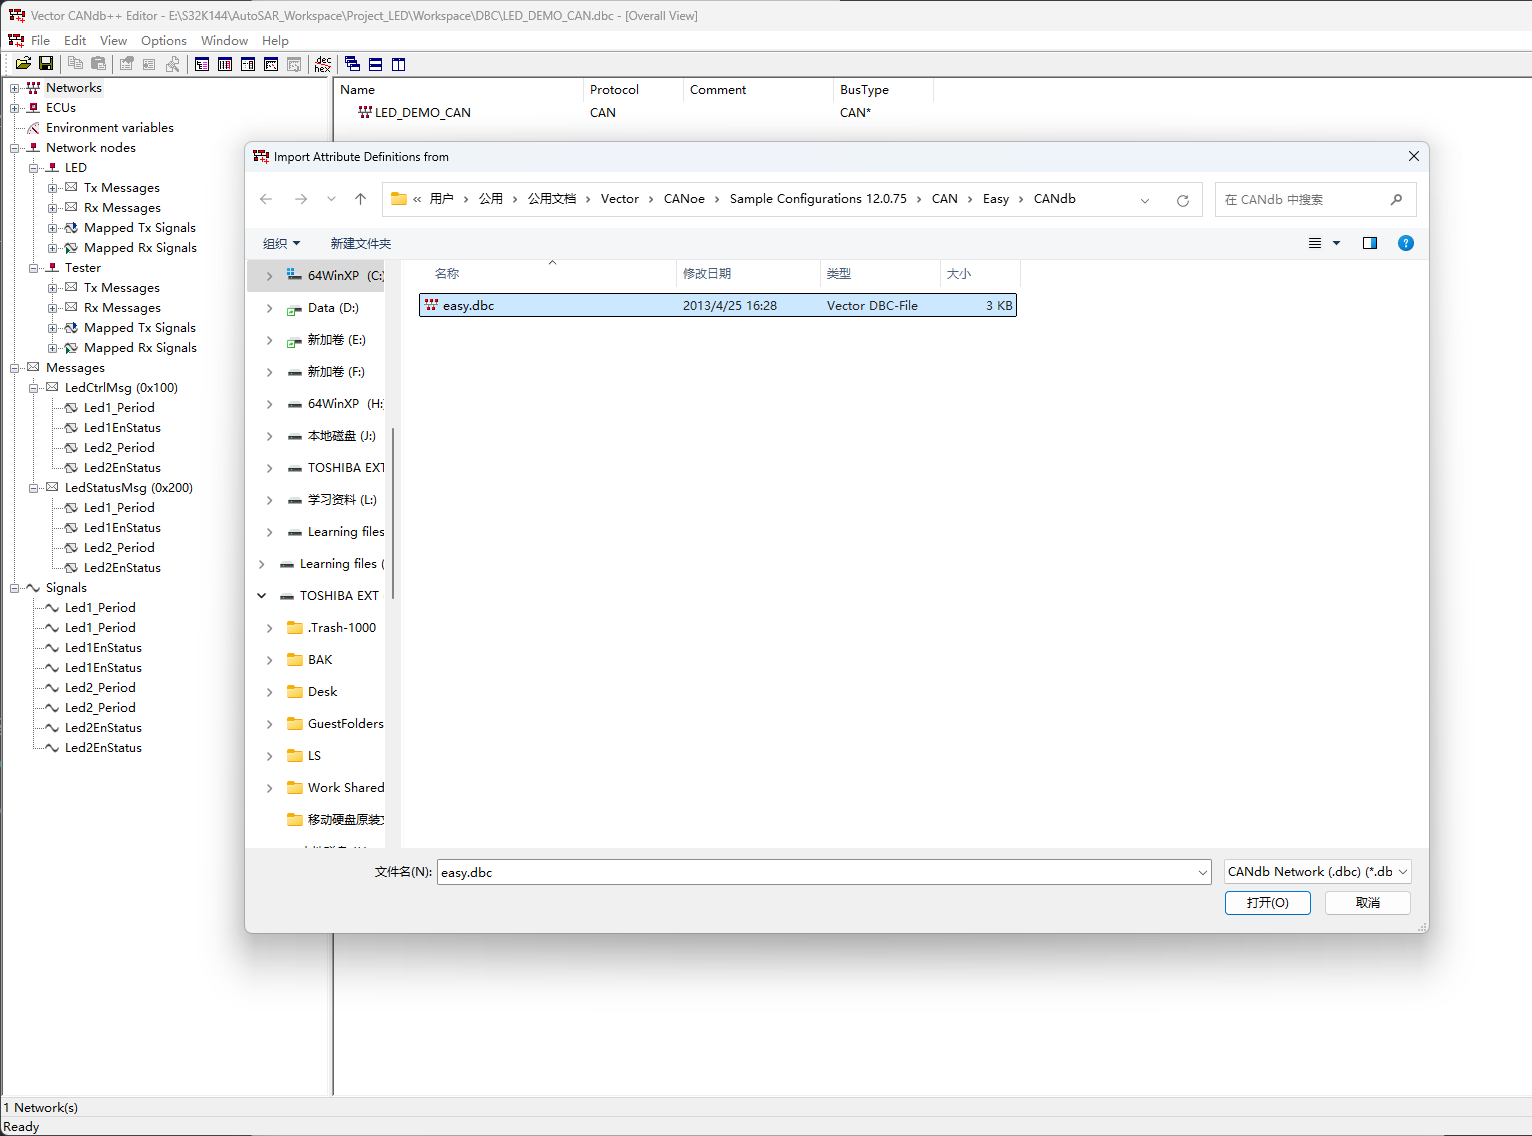 Vector CANdb++ Editor - E:\S32K144\AutoSAR_Workspace\Project_LED\Workspace\DBC\LED_DEMO_CAN.dbc - [Overall View]
File Edit View Options Window Help
dec
hex
Networks
ECUs
Environment variables
Network nodes
LED
Tx Messages
Rx Messages
Mapped Tx Signals
Mapped Rx Signals
Tester
Tx Messages
Rx Messages
Mapped Tx Signals
Mapped Rx Signals
Messages
LedCtrlMsg (0x100)
Led1_Period
Led1EnStatus
Led2_Period
Led2EnStatus
LedStatusMsg (0x200)
Led1_Period
Led1EnStatus
Led2_Period
Led2EnStatus
Signals
Led1_Period
Led1_Period
Led1EnStatus
Led1EnStatus
Led2_Period
Led2_Period
Led2EnStatus
Led2EnStatus
Name Protocol Comment BusType
LED_DEMO_CAN CAN CAN*
Import Attribute Definitions from
« 用户 › 公用 › 公用文档 › Vector › CANoe › Sample Configurations 12.0.75 › CAN › Easy › CANdb
在 CANdb 中搜索
组织 新建文件夹
64WinXP (C:)
Data (D:)
新加卷 (E:)
新加卷 (F:)
64WinXP (H:
本地磁盘 (J:)
TOSHIBA EXT
学习资料 (L:)
Learning files
Learning files (
TOSHIBA EXT
.Trash-1000
BAK
Desk
GuestFolders
LS
Work Shared
移动硬盘原装
名称 修改日期 类型 大小
easy.dbc 2013/4/25 16:28 Vector DBC-File 3 KB
文件名(N): easy.dbc
CANdb Network (.dbc) (*.db
打开(O) 取消
1 Network(s)
Ready